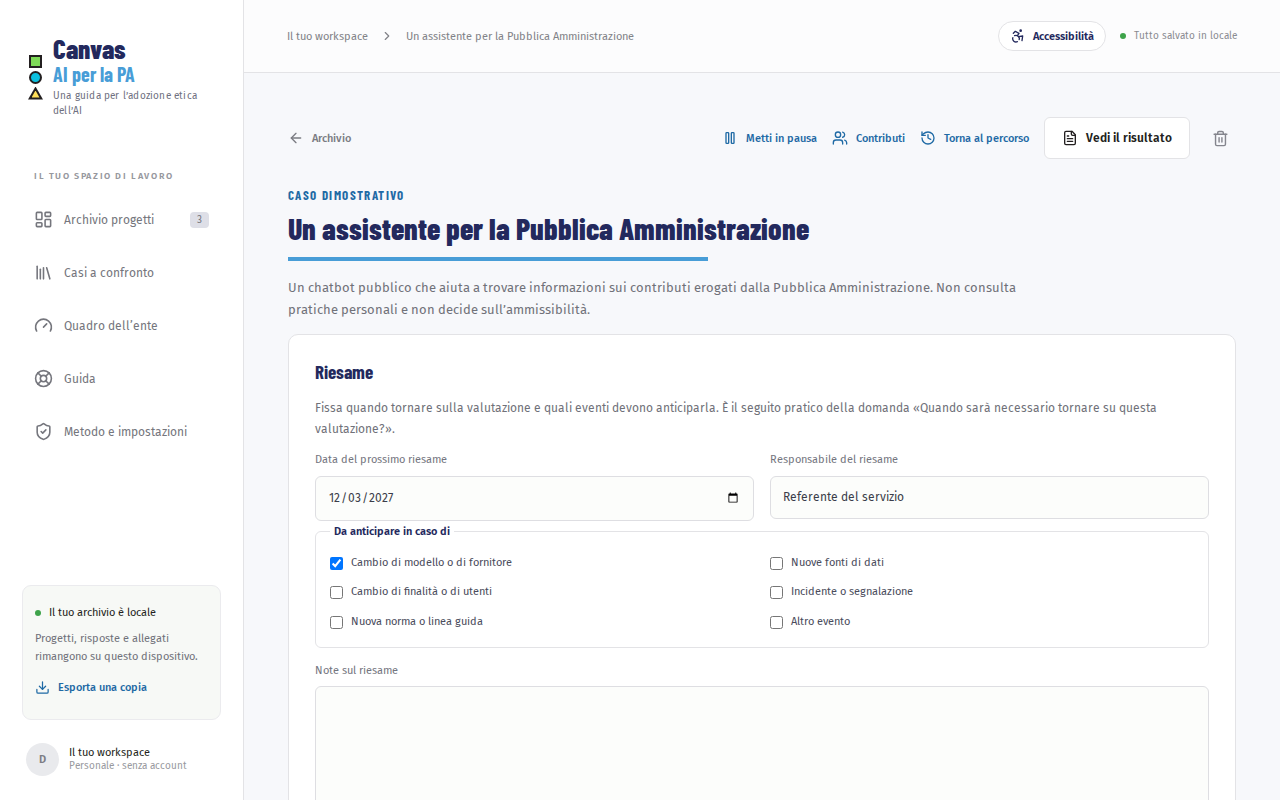 Canvas
AI per la PA
Una guida per l'adozione etica
dell'AI
IL TUO SPAZIO DI LAVORO
Archivio progetti
3
Casi a confronto
Quadro dell'ente
Guida
Metodo e impostazioni
Il tuo archivio è locale
Progetti, risposte e allegati
rimangono su questo dispositivo.
Esporta una copia
D
Il tuo workspace
Personale · senza account
Il tuo workspace
Un assistente per la Pubblica Amministrazione
Accessibilità
Tutto salvato in locale
Archivio
Metti in pausa
Contributi
Torna al percorso
Vedi il risultato
CASO DIMOSTRATIVO
Un assistente per la Pubblica Amministrazione
Un chatbot pubblico che aiuta a trovare informazioni sui contributi erogati dalla Pubblica Amministrazione. Non consulta
pratiche personali e non decide sull'ammissibilità.
Riesame
Fissa quando tornare sulla valutazione e quali eventi devono anticiparla. È il seguito pratico della domanda «Quando sarà necessario tornare su questa
valutazione?».
Data del prossimo riesame
Responsabile del riesame
12/03/2027
Referente del servizio
Da anticipare in caso di
Cambio di modello o di fornitore
Nuove fonti di dati
Cambio di finalità o di utenti
Incidente o segnalazione
Nuova norma o linea guida
Altro evento
Note sul riesame